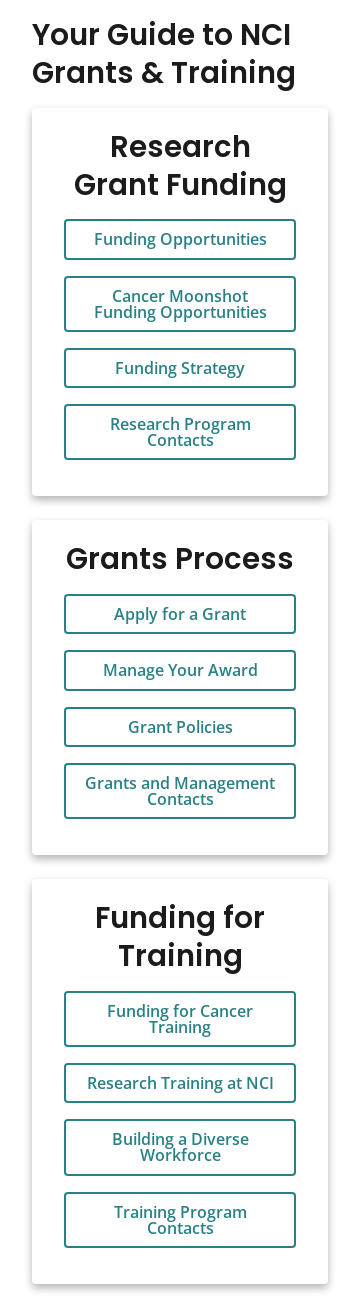 Your Guide to NCI
Grants & Training
Research
Grant Funding
Funding Opportunities
Cancer Moonshot
Funding Opportunities
Funding Strategy
Research Program
Contacts
Grants Process
Apply for a Grant
Manage Your Award
Grant Policies
Grants and Management
Contacts
Funding for
Training
Funding for Cancer
Training
Research Training at NCI
Building a Diverse
Workforce
Training Program
Contacts